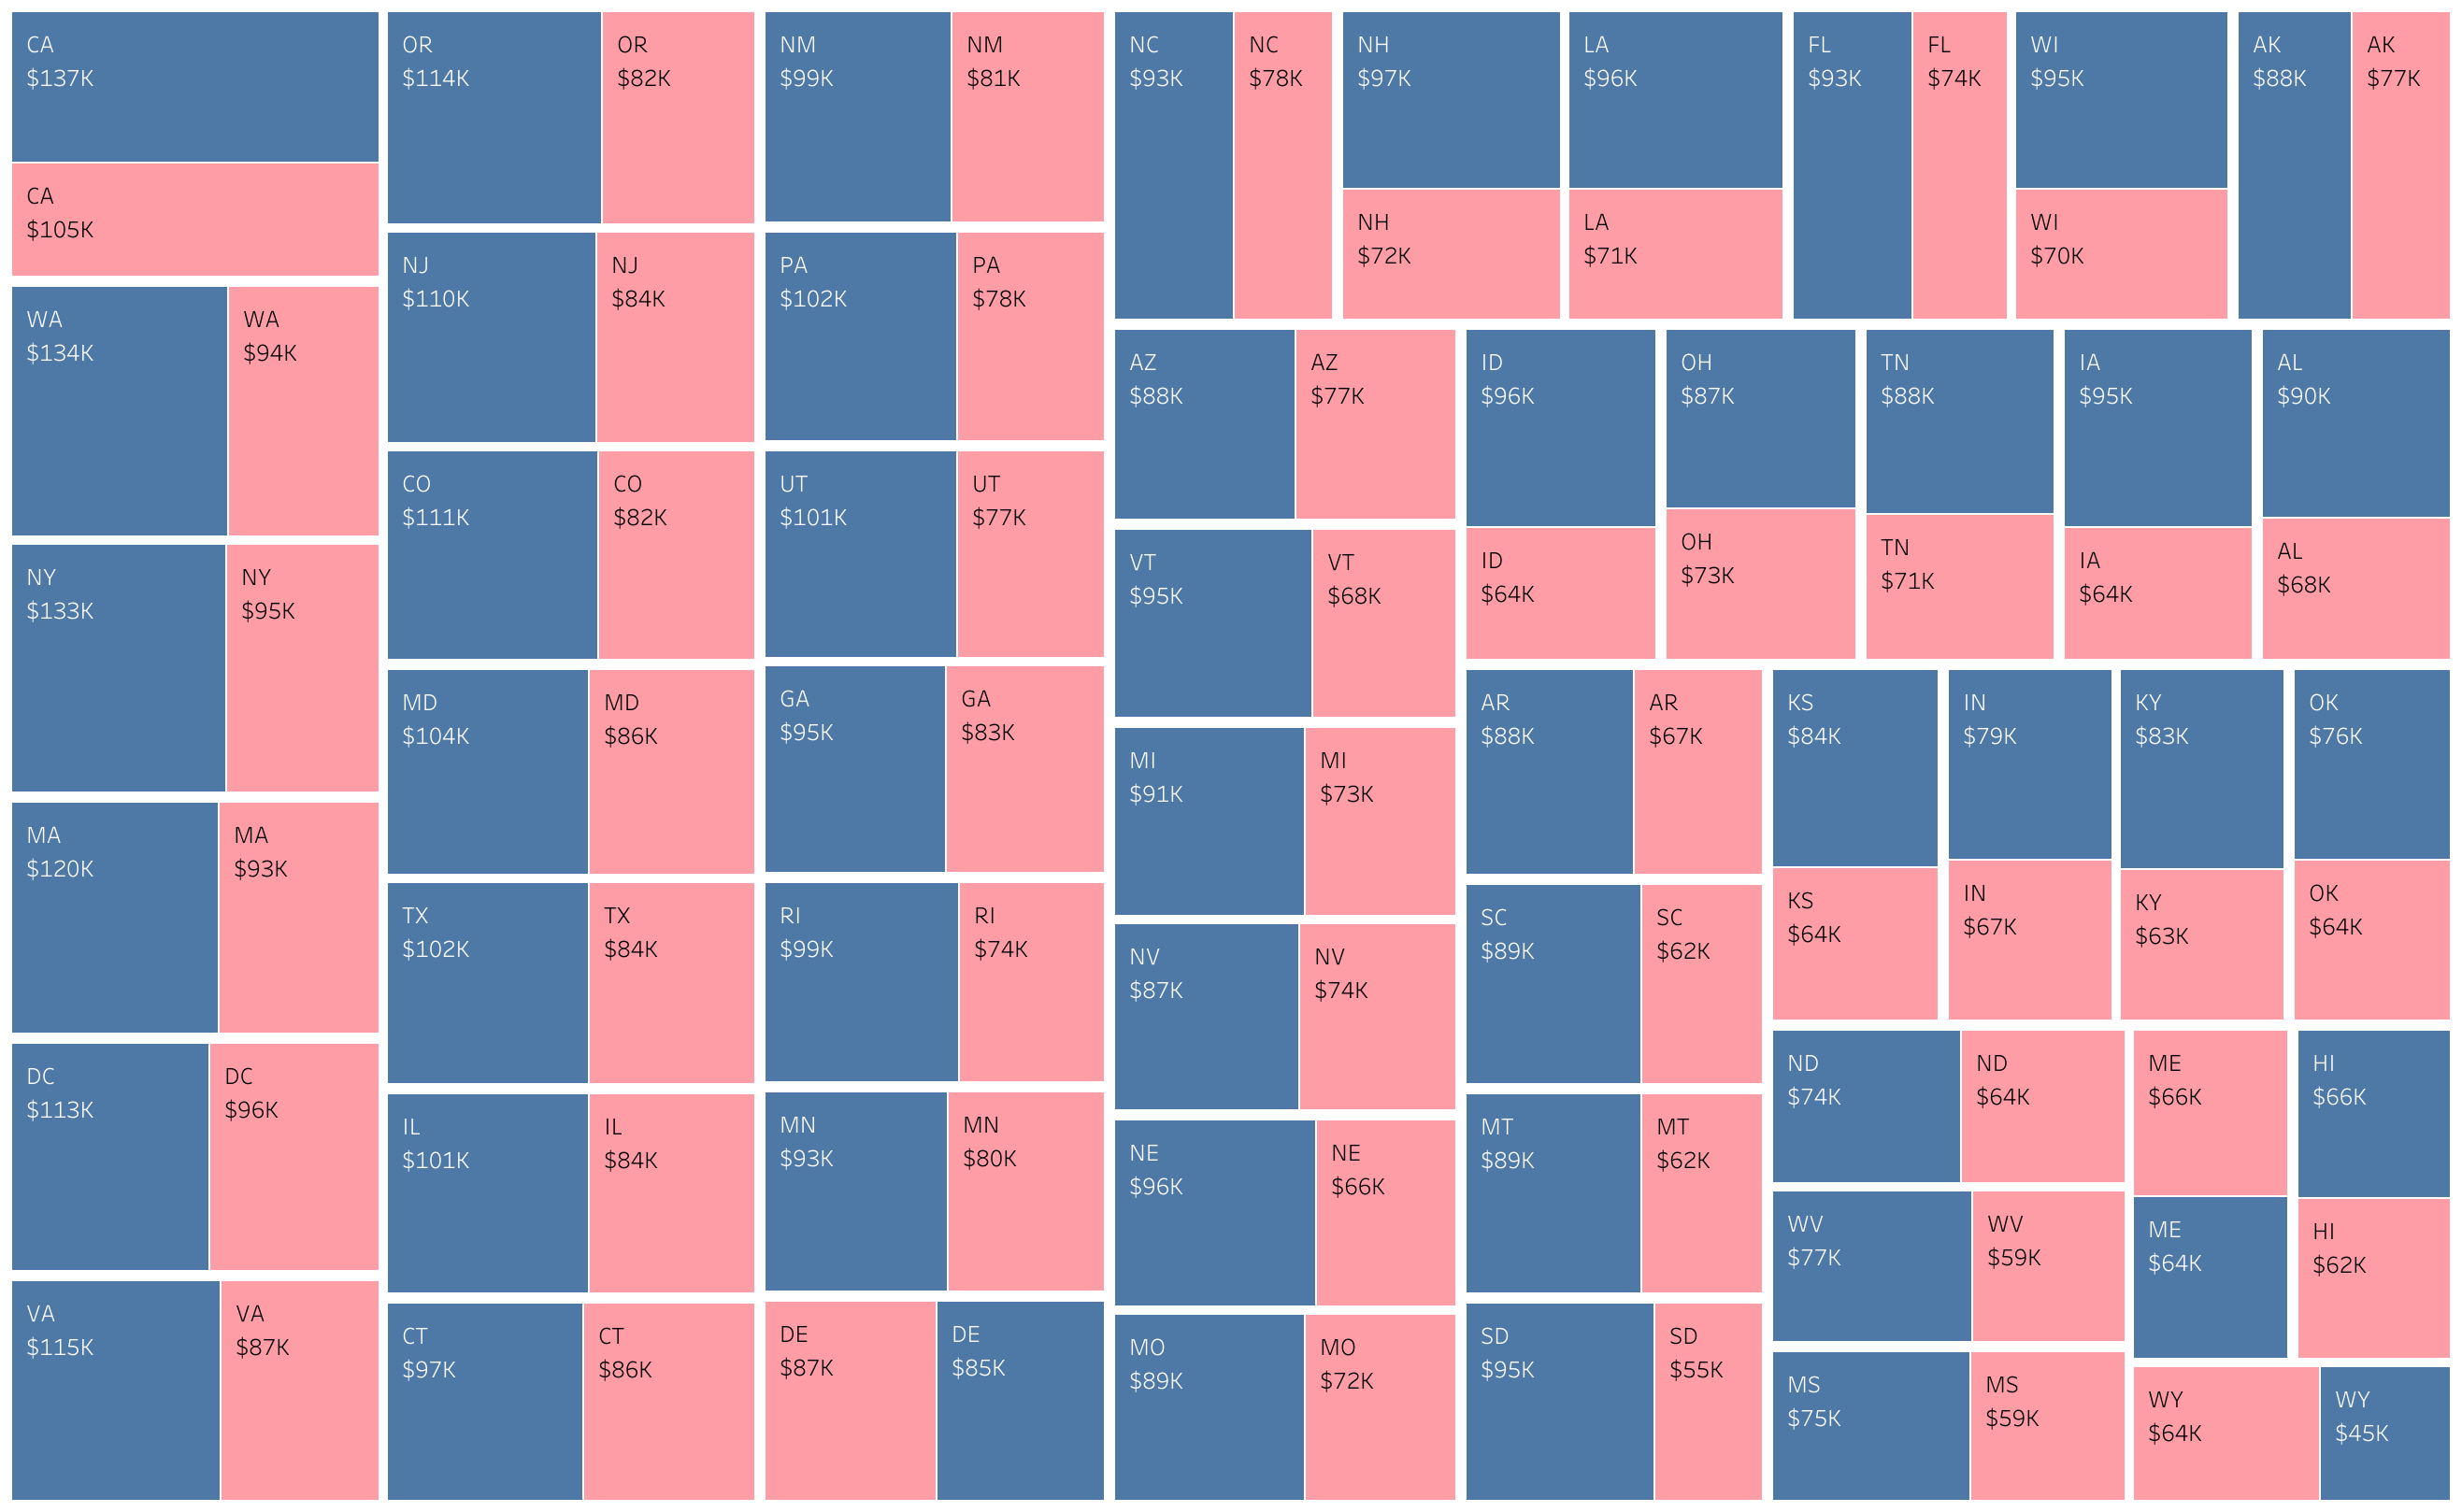 CA
$137K
CA
$105K
WA
$134K
WA
$94K
NY
$133K
NY
$95K
MA
$120K
MA
$93K
DC
$113K
DC
$96K
VA
$115K
VA
$87K
OR
$114K
OR
$82K
NJ
$110K
NJ
$84K
CO
$111K
CO
$82K
MD
$104K
MD
$86K
TX
$102K
TX
$84K
IL
$101K
IL
$84K
CT
$97K
CT
$86K
NM
$99K
NM
$81K
PA
$102K
PA
$78K
UT
$101K
UT
$77K
GA
$95K
GA
$83K
RI
$99K
RI
$74K
MN
$93K
MN
$80K
DE
$87K
DE
$85K
NC
$93K
NC
$78K
NH
$97K
NH
$72K
LA
$96K
LA
$71K
FL
$93K
FL
$74K
WI
$95K
WI
$70K
AK
$88K
AK
$77K
AZ
$88K
AZ
$77K
VT
$95K
VT
$68K
MI
$91K
MI
$73K
NV
$87K
NV
$74K
NE
$96K
NE
$66K
MO
$89K
MO
$72K
ID
$96K
ID
$64K
OH
$87K
OH
$73K
TN
$88K
TN
$71K
IA
$95K
IA
$64K
AL
$90K
AL
$68K
AR
$88K
AR
$67K
SC
$89K
SC
$62K
MT
$89K
MT
$62K
SD
$95K
SD
$55K
KS
$84K
KS
$64K
IN
$79K
IN
$67K
KY
$83K
KY
$63K
OK
$76K
OK
$64K
ND
$74K
ND
$64K
WV
$77K
WV
$59K
MS
$75K
MS
$59K
ME
$66K
ME
$64K
HI
$66K
HI
$62K
WY
$64K
WY
$45K